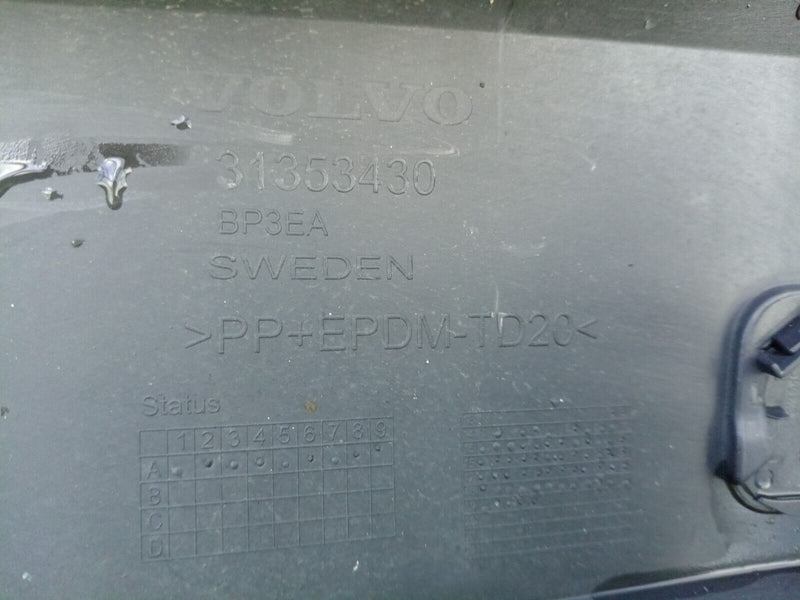 VOLVO
31353430
BP3EA
SWEDEN
>PP+EPDM-TD20<
Status
1 2 3 4 5 6 7 8 9
A
B
C
D